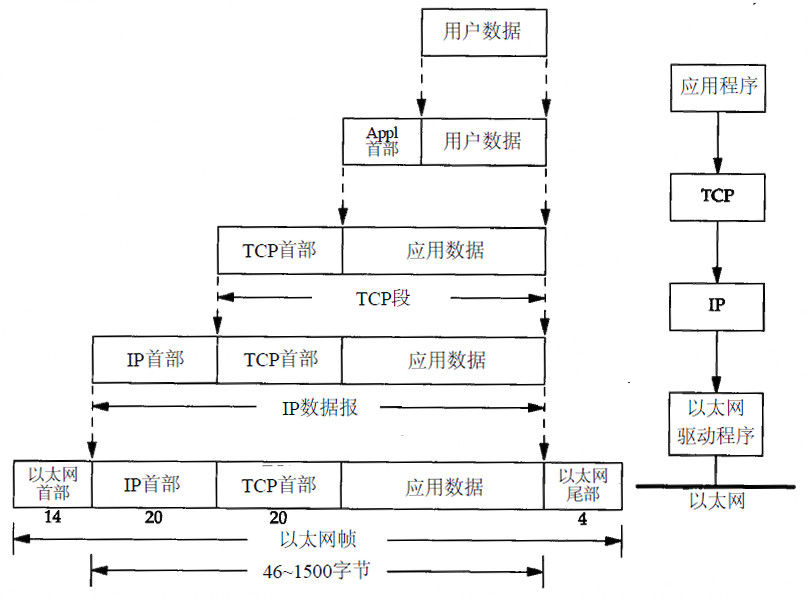 用户数据
Appl
首部
用户数据
TCP首部
应用数据
TCP段
IP首部
TCP首部
应用数据
IP数据报
以太网
首部
IP首部
TCP首部
应用数据
以太网
尾部
14
20
20
4
以太网帧
46~1500字节
应用程序
TCP
IP
以太网
驱动程序
以太网